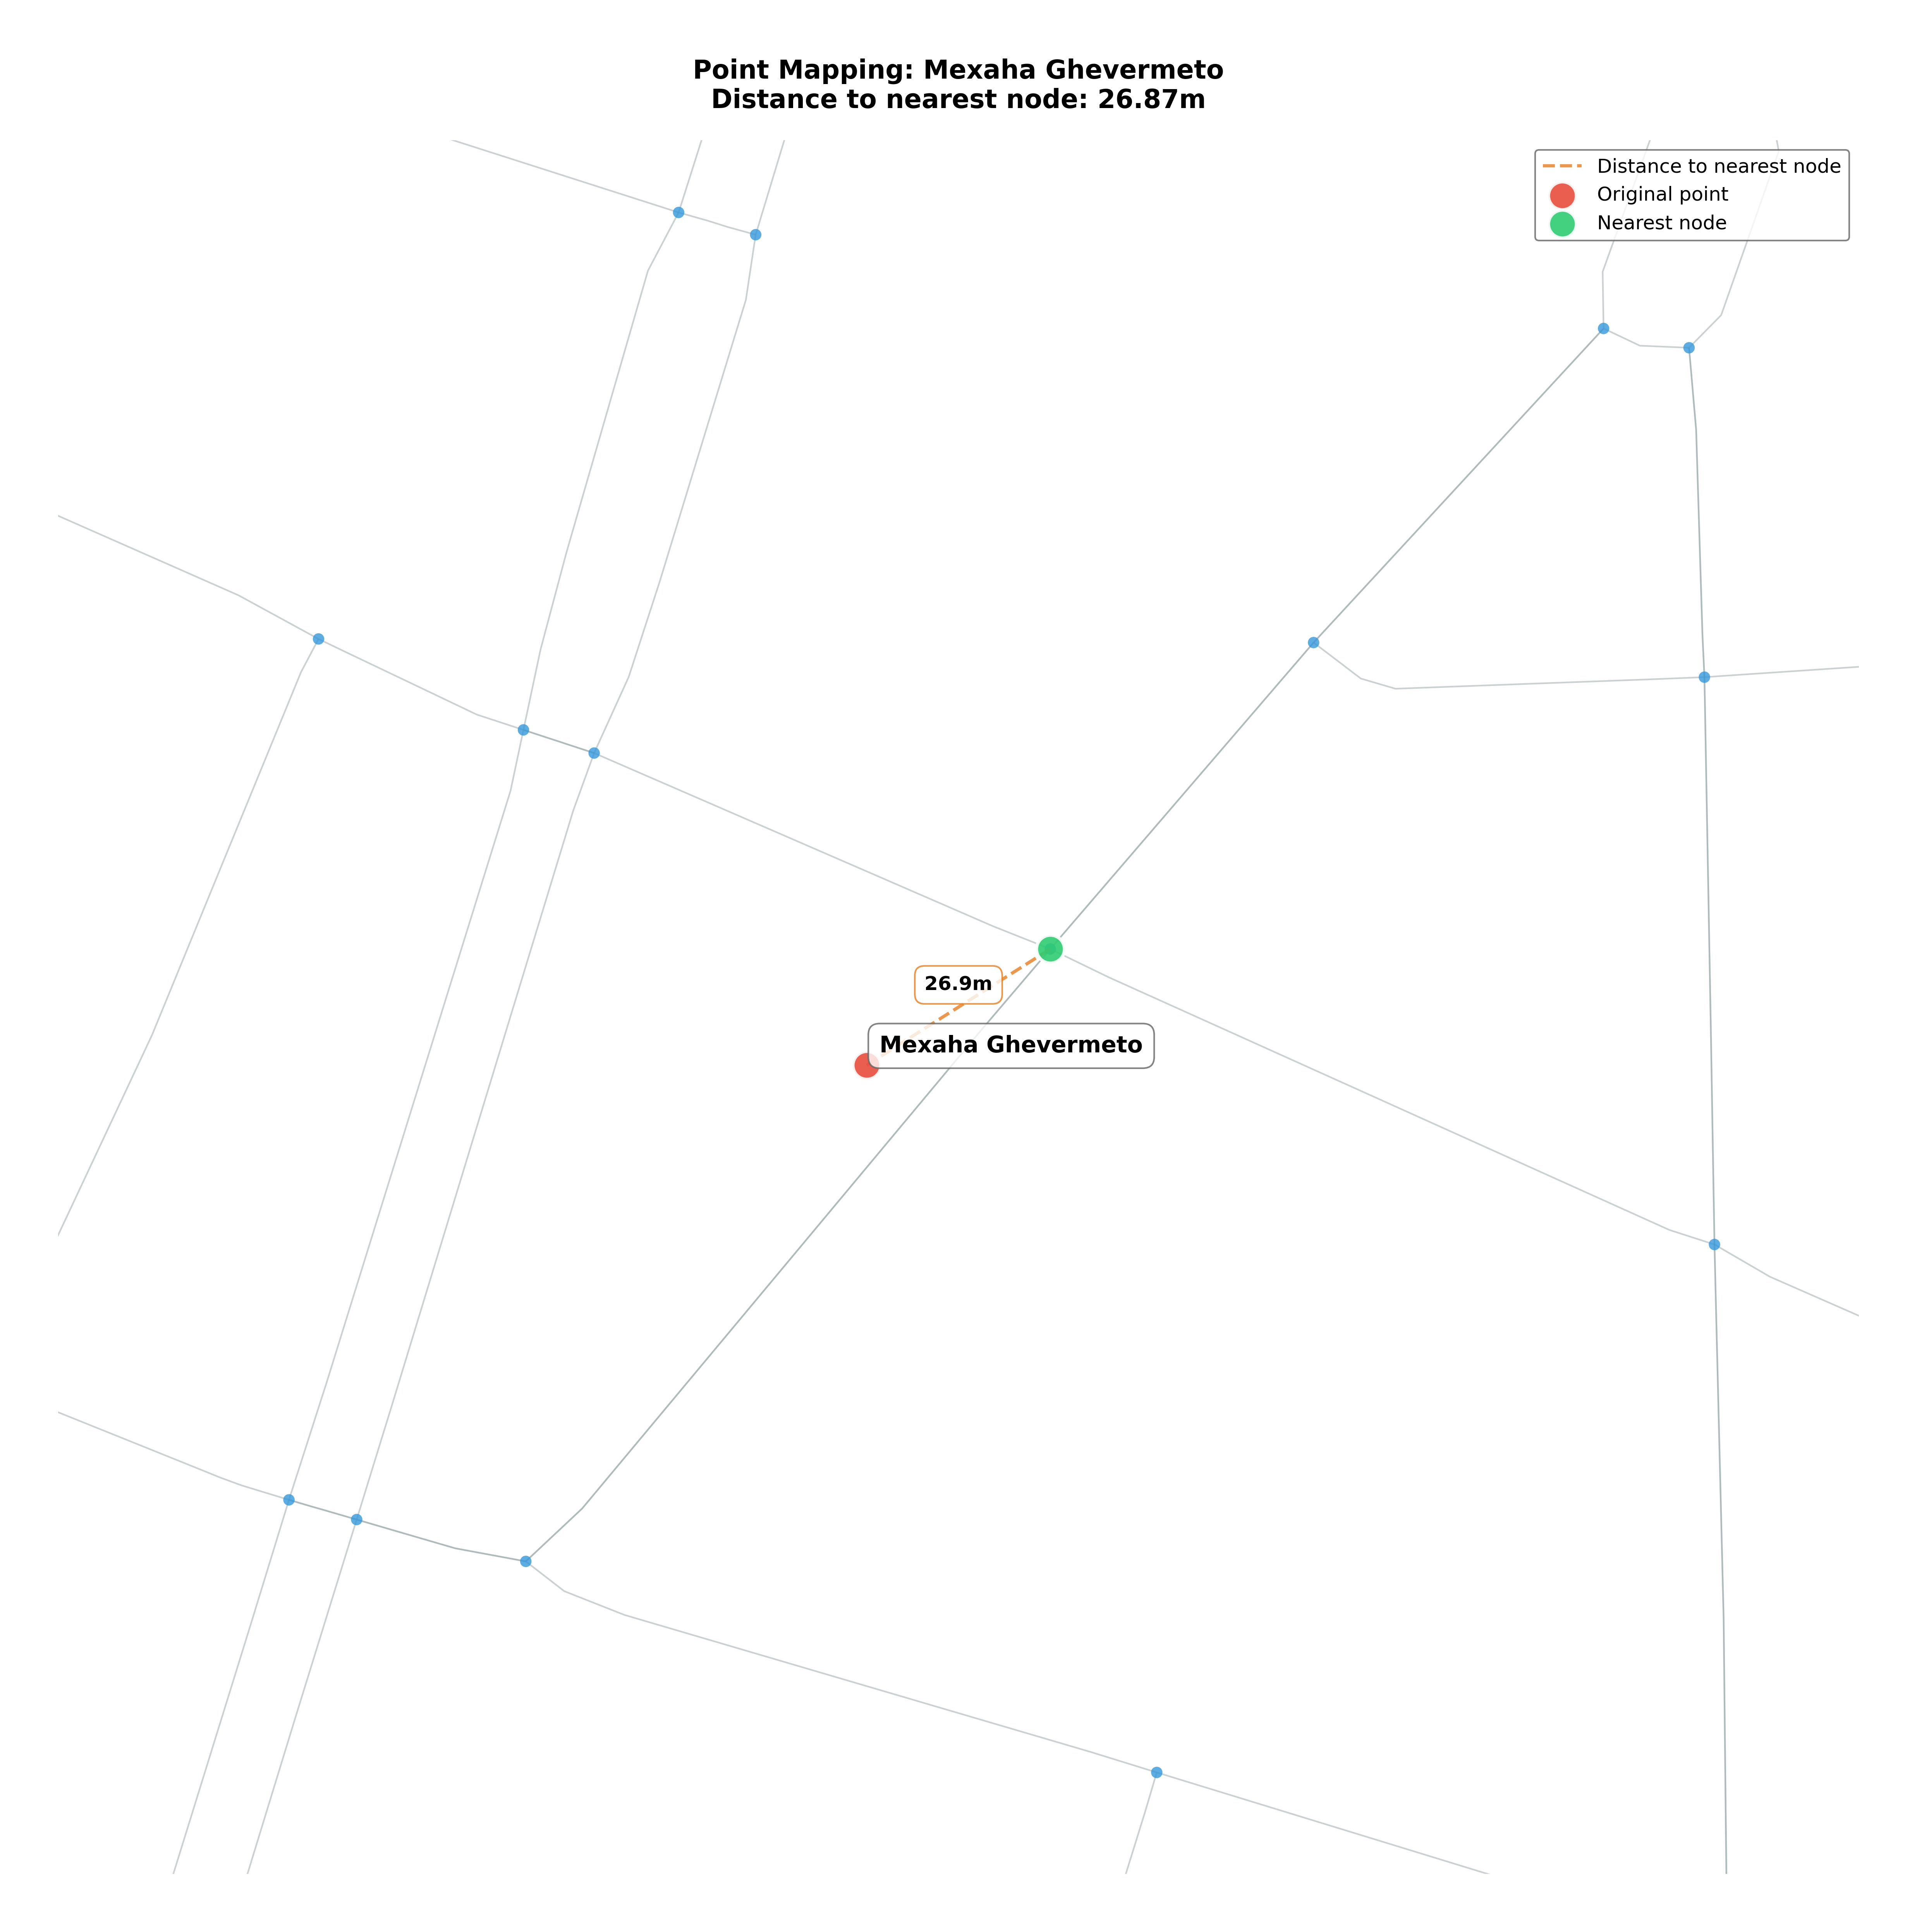 Point Mapping: Mexaha Ghevermeto
Distance to nearest node: 26.87m
Distance to nearest node
Original point
Nearest node
26.9m
Mexaha Ghevermeto